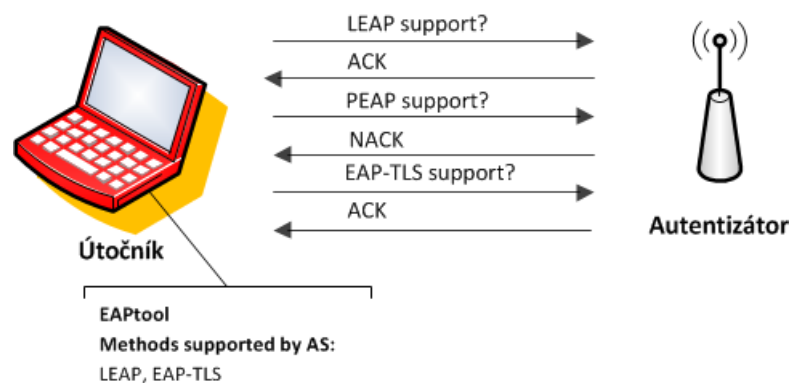 LEAP support?
ACK
PEAP support?
NACK
EAP-TLS support?
ACK
Útočník
Autentizátor
EAPtool
Methods supported by AS:
LEAP, EAP-TLS